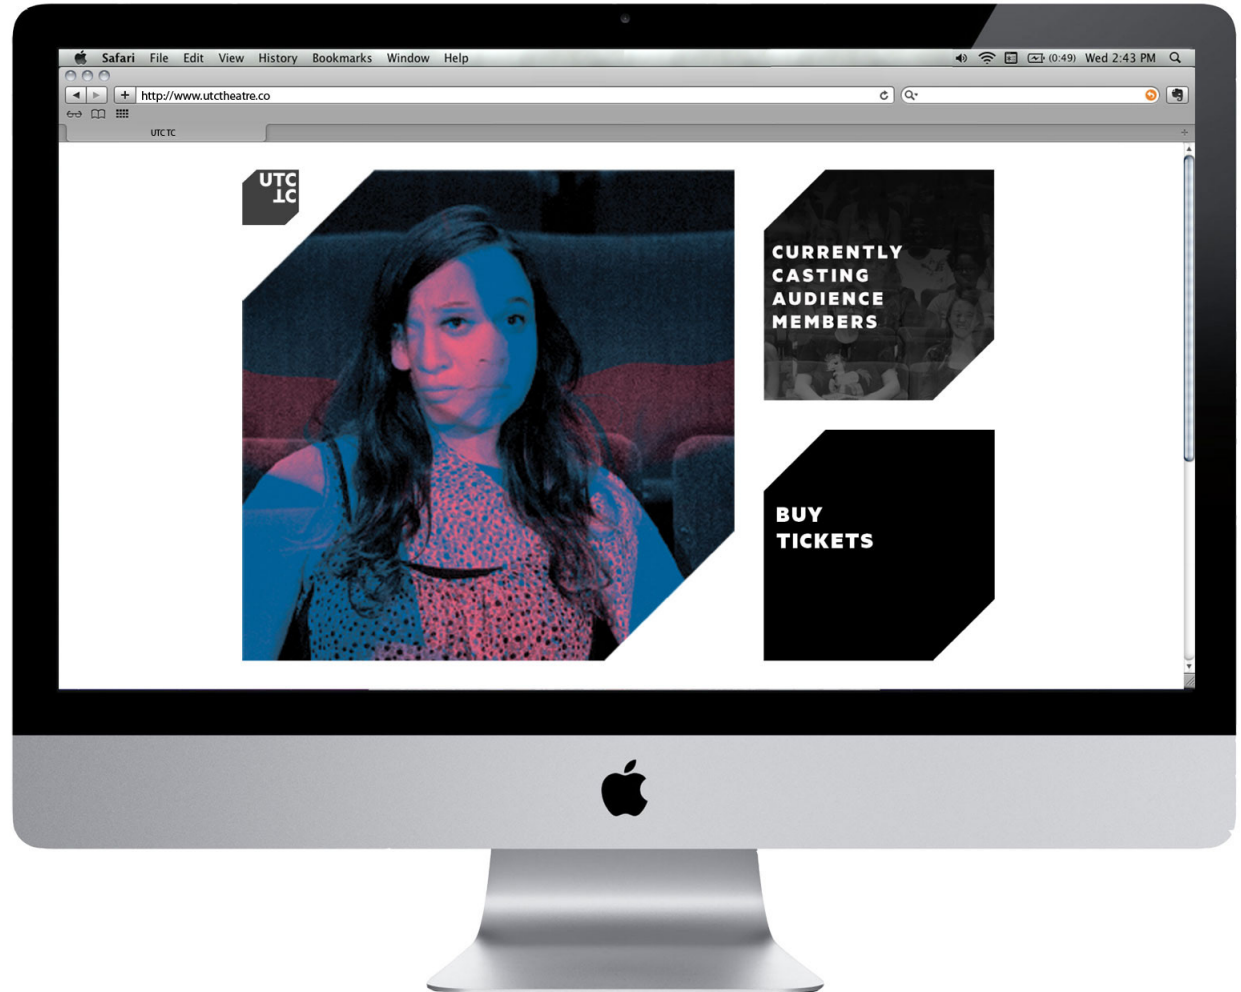 Safari File Edit View History Bookmarks Window Help
(0:49) Wed 2:43 PM
http://www.utctheatre.co
UTC TC
UTC
TC
CURRENTLY
CASTING
AUDIENCE
MEMBERS
BUY
TICKETS